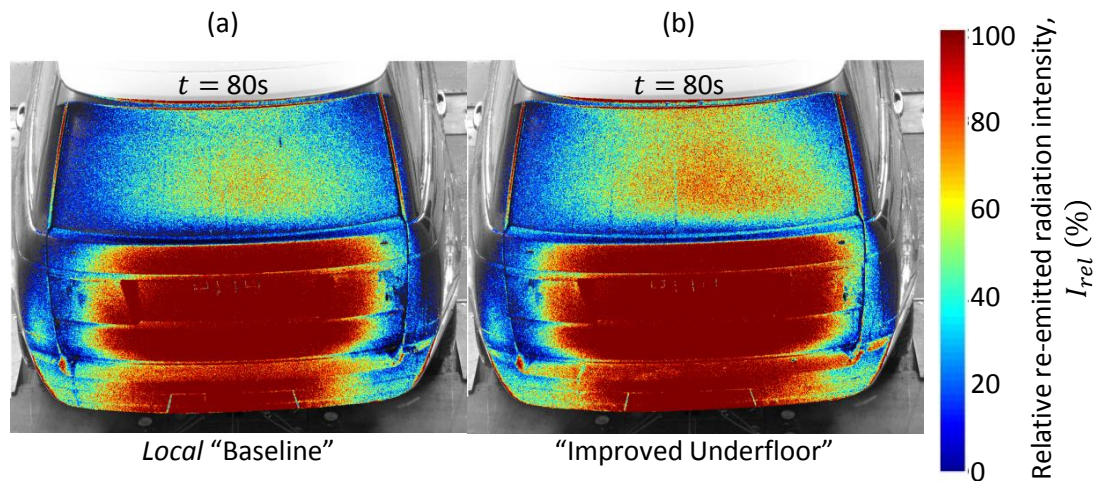 (a)
(b)
t = 80s
t = 80s
Local “Baseline”
“Improved Underfloor”
100
80
60
40
20
0
Relative re-emitted radiation intensity,
I_rel (%)